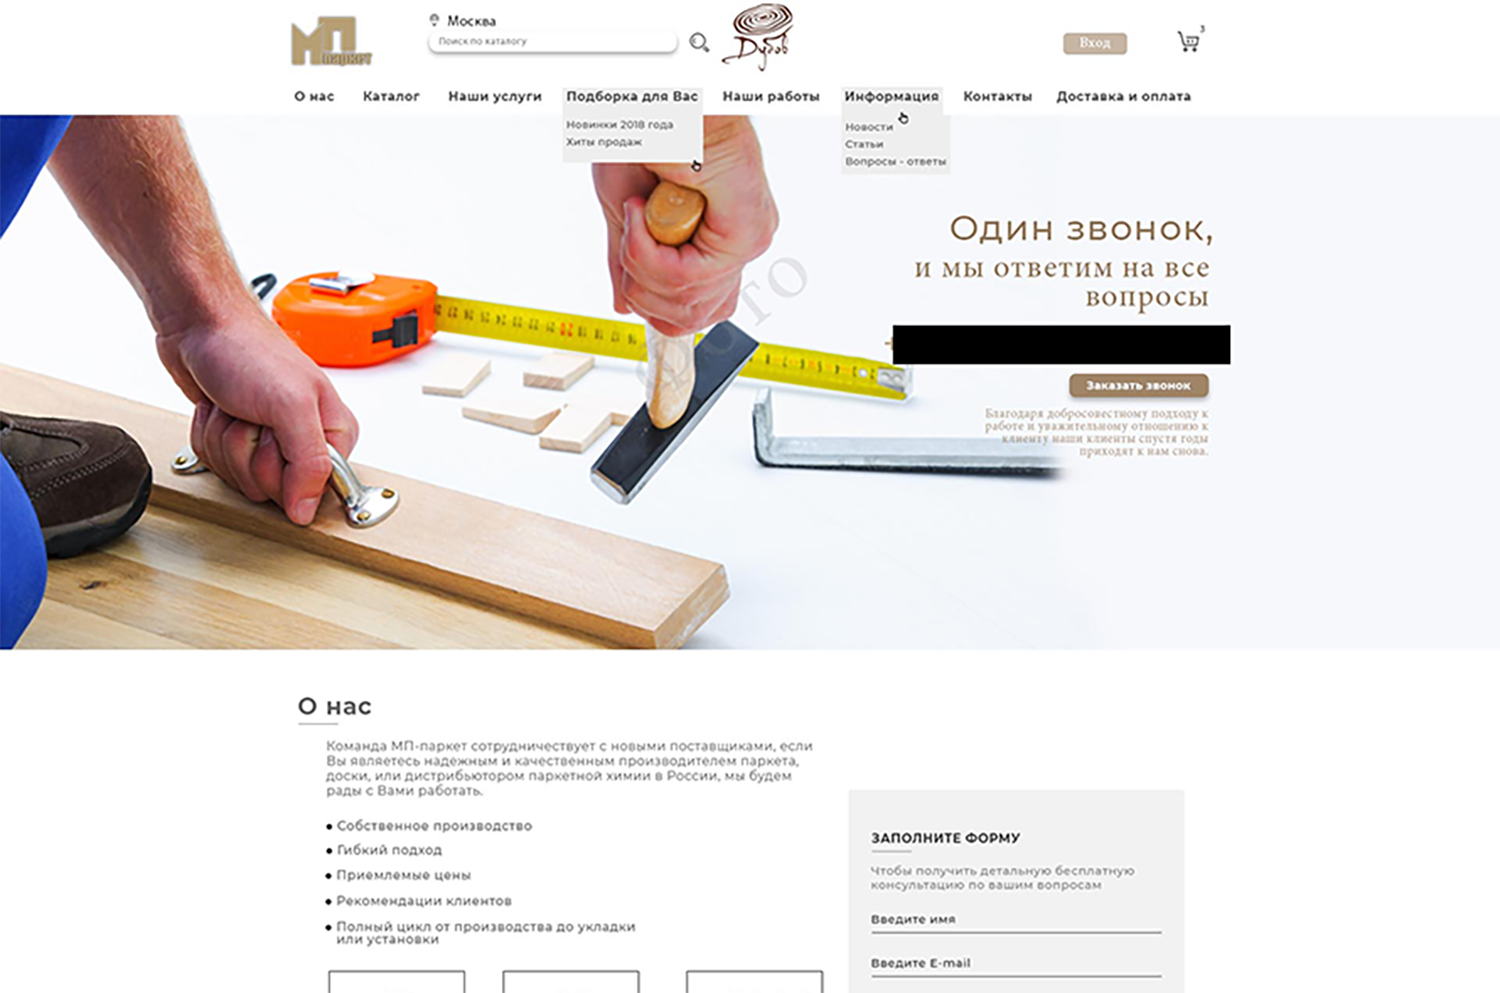 МП
паркет
Москва
Поиск по каталогу
Дубов
Вход
3
О нас
Каталог
Наши услуги
Подборка для Вас
Наши работы
Информация
Контакты
Доставка и оплата
Новинки 2018 года
Хиты продаж
Новости
Статьи
Вопросы - ответы
Один звонок,
и мы ответим на все
вопросы
Заказать звонок
Благодаря добросовестному подходу к
работе и уважительному отношению к
клиенту наши клиенты спустя годы
приходят к нам снова.
ФОТО
О нас
Команда МП-паркет сотрудничествует с новыми поставщиками, если
Вы являетесь надежным и качественным производителем паркета,
доски, или дистрибьютором паркетной химии в России, мы будем
рады с Вами работать.
Собственное производство
Гибкий подход
Приемлемые цены
Рекомендации клиентов
Полный цикл от производства до укладки
или установки
ЗАПОЛНИТЕ ФОРМУ
Чтобы получить детальную бесплатную
консультацию по вашим вопросам
Введите имя
Введите E-mail